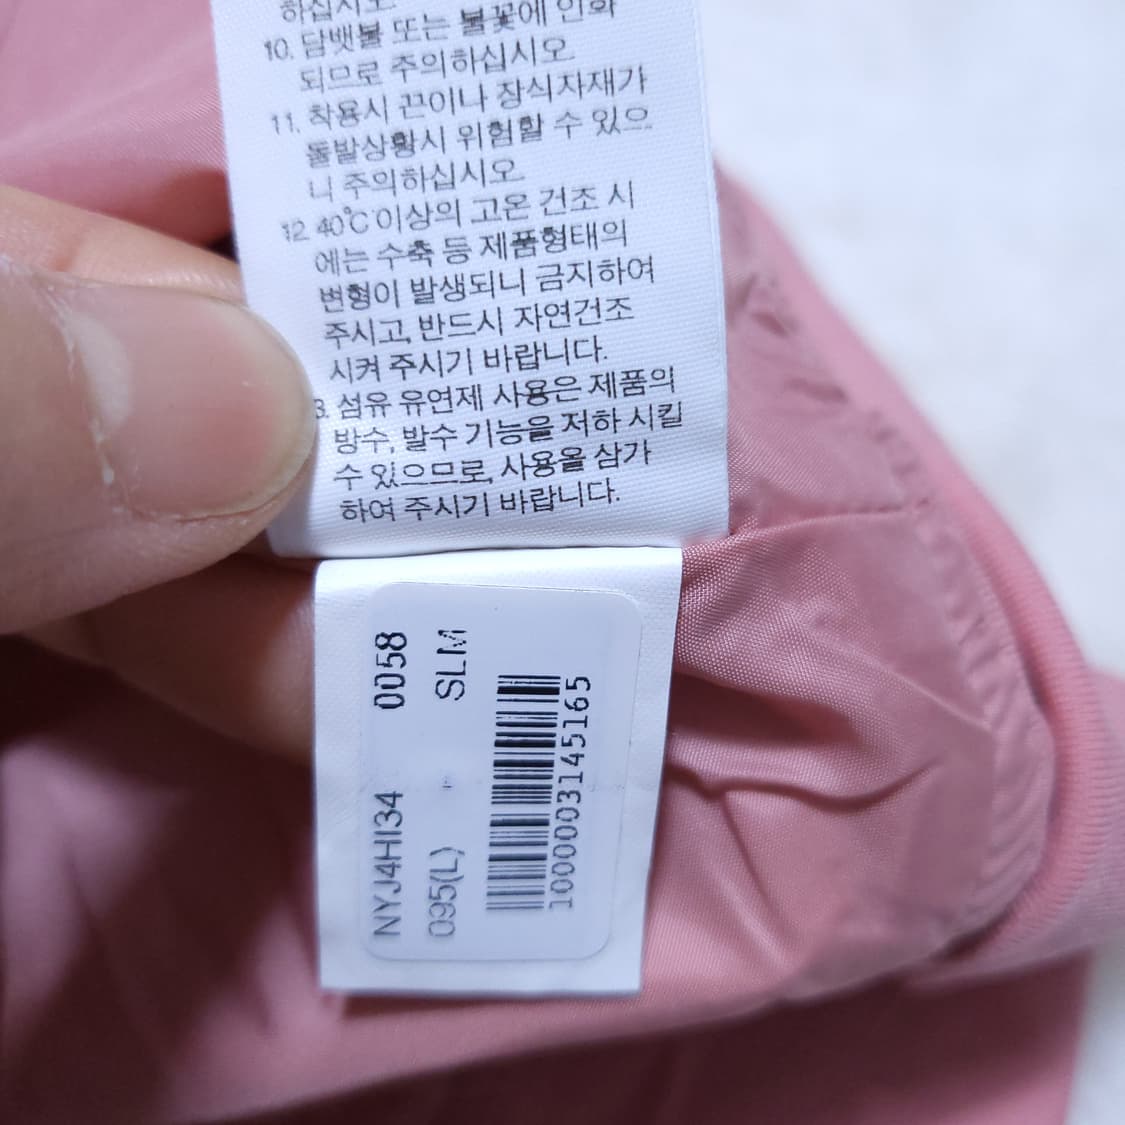 하십시오.
10. 담뱃불 또는 불꽃에 인화
되므로 주의하십시오.
11. 착용시 끈이나 장식자재가
돌발상황시 위험할 수 있으
니 주의하십시오.
12. 40℃이상의 고온 건조 시
에는 수축 등 제품형태의
변형이 발생되니 금지하여
주시고, 반드시 자연건조
시켜 주시기 바랍니다.
3. 섬유 유연제 사용은 제품의
방수, 발수 기능을 저하 시킬
수 있으므로, 사용을 삼가
하여 주시기 바랍니다.
NYJ4HI34 0058
095(L) SLM
1000003145165